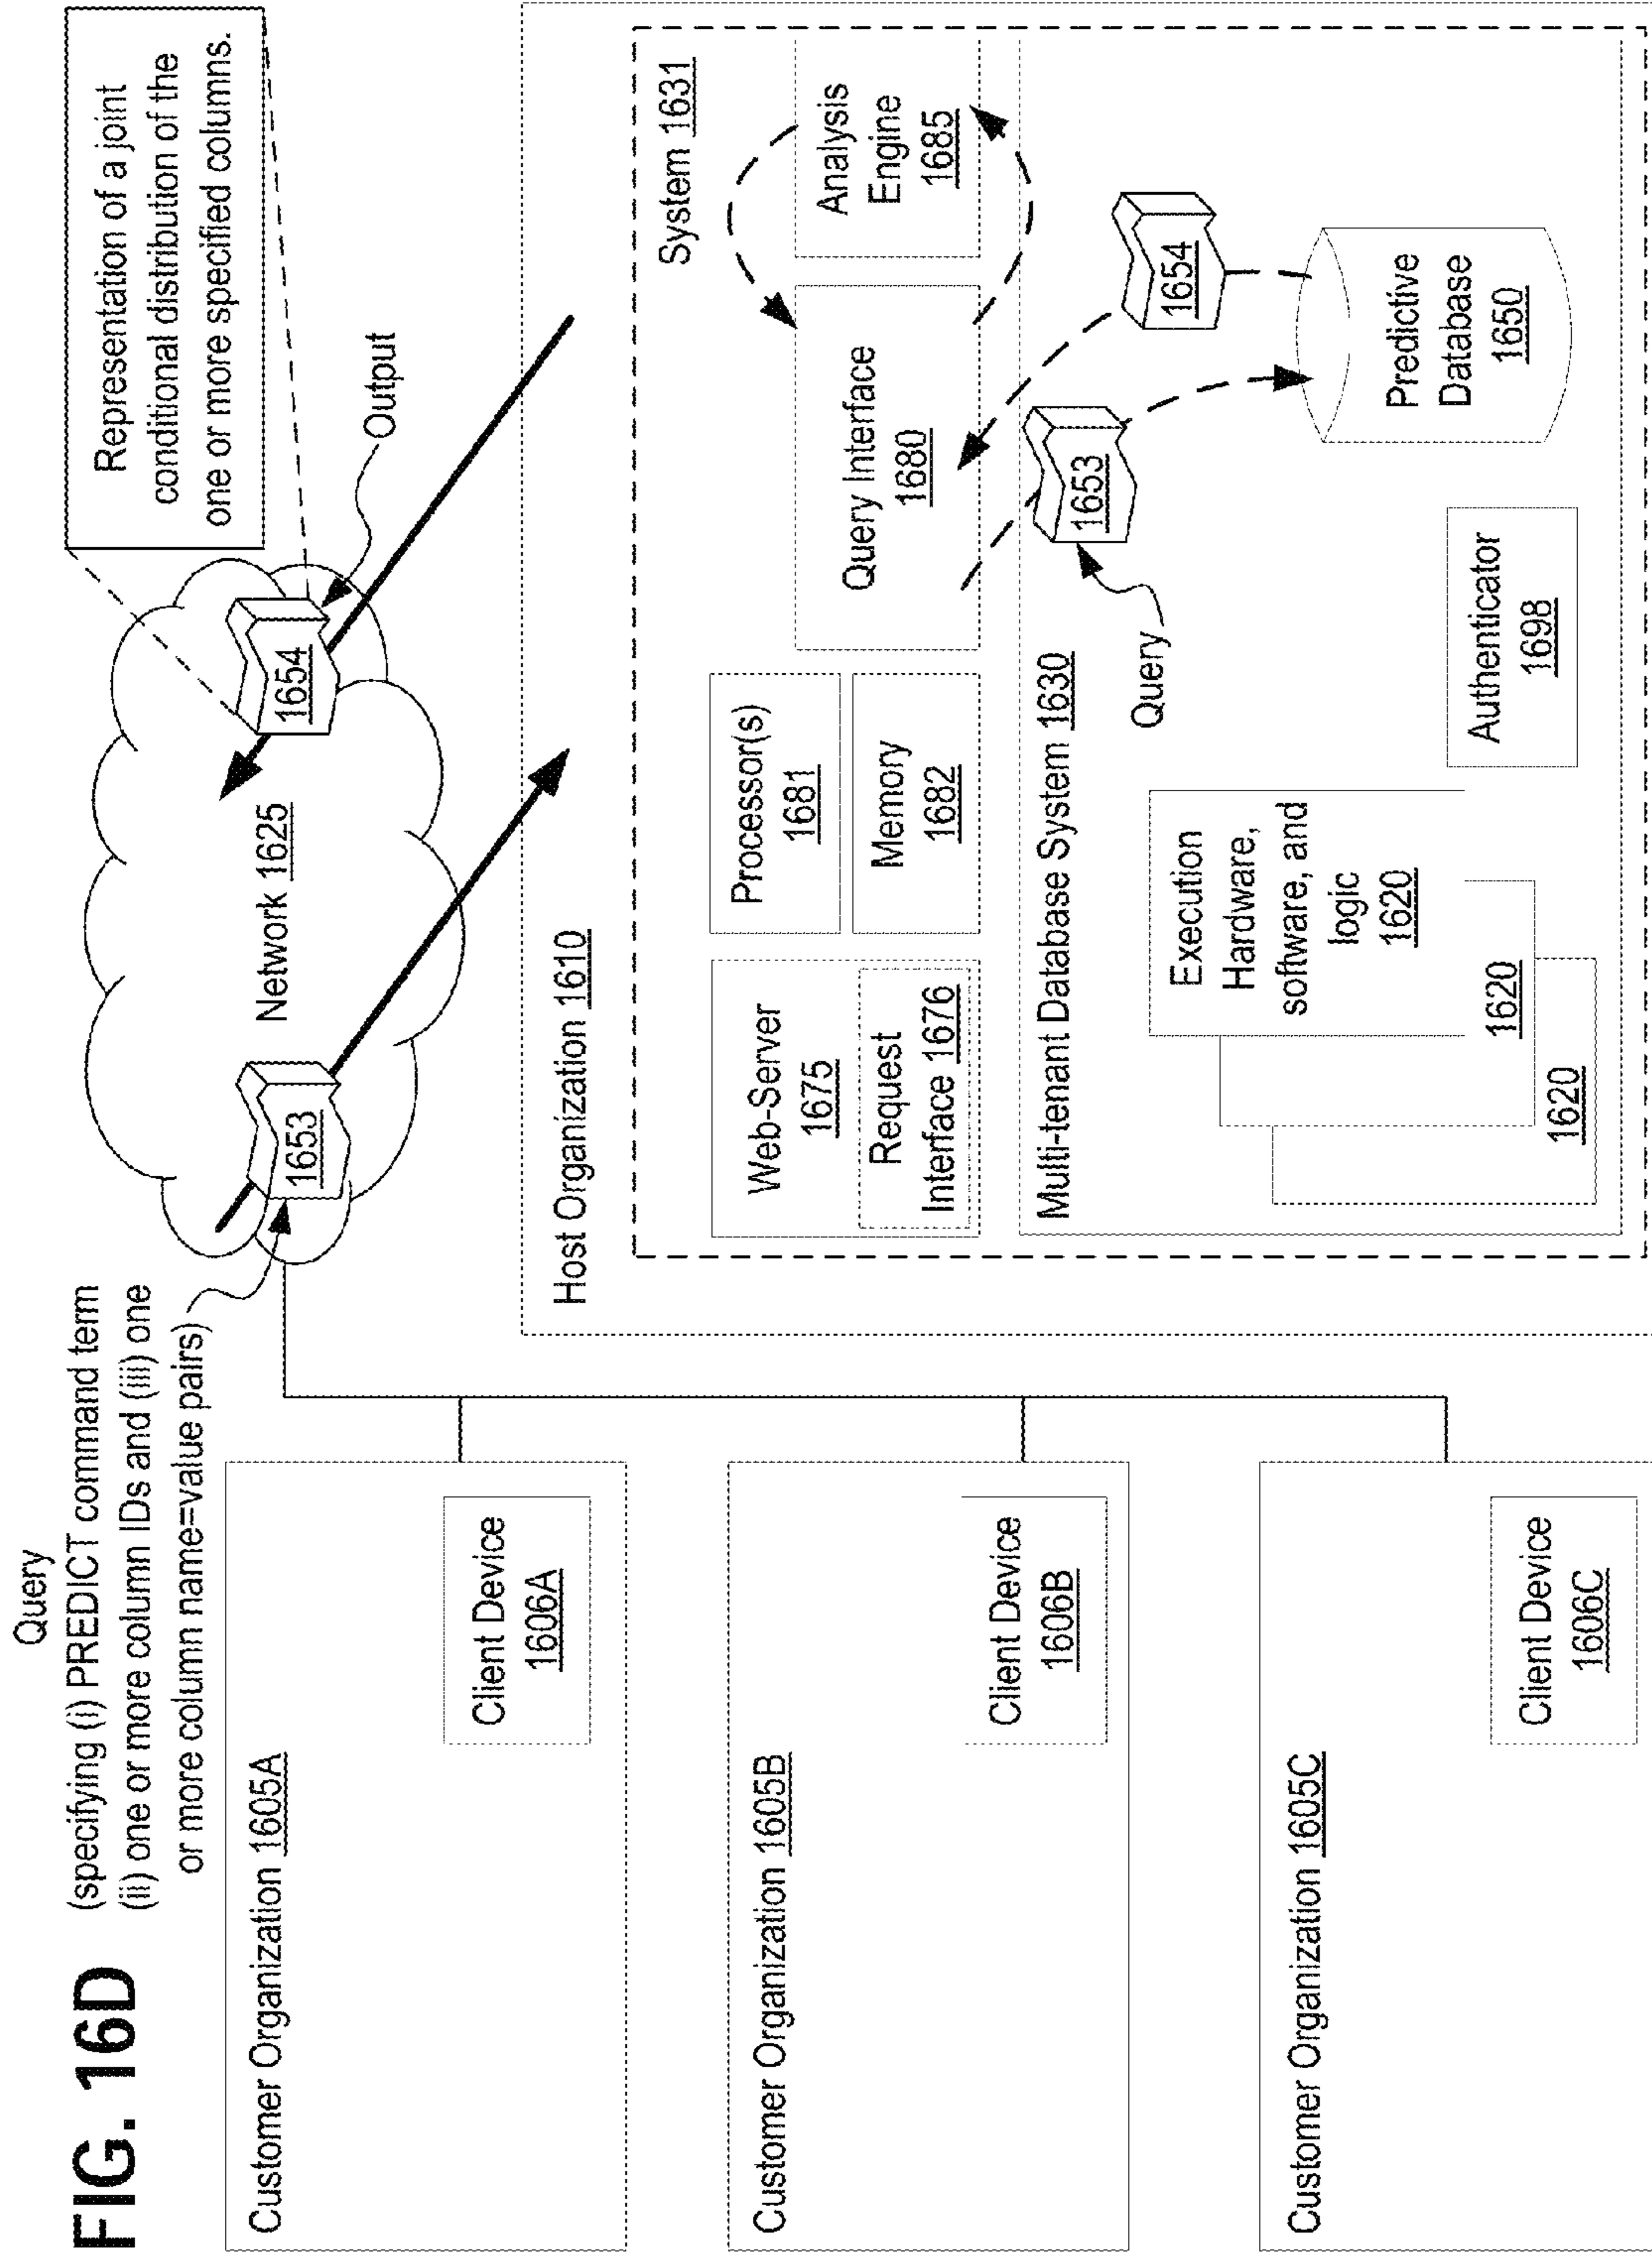 FIG. 16D
Query
(specifying (i) PREDICT command term
(ii) one or more column IDs and (iii) one
or more column name=value pairs)
Representation of a joint
conditional distribution of the
one or more specified columns.
1653
Network 1625
1654
Output
Customer Organization 1605A
Client Device
1606A
Customer Organization 1605B
Client Device
1606B
Customer Organization 1605C
Client Device
1606C
Host Organization 1610
System 1631
Web-Server
1675
Request
Interface 1676
Processor(s)
1681
Memory
1682
Query Interface
1680
Analysis
Engine
1685
Multi-tenant Database System 1630
Query
1653
1654
Execution
Hardware,
software, and
logic
1620
1620
1620
Authenticator
1698
Predictive
Database
1650